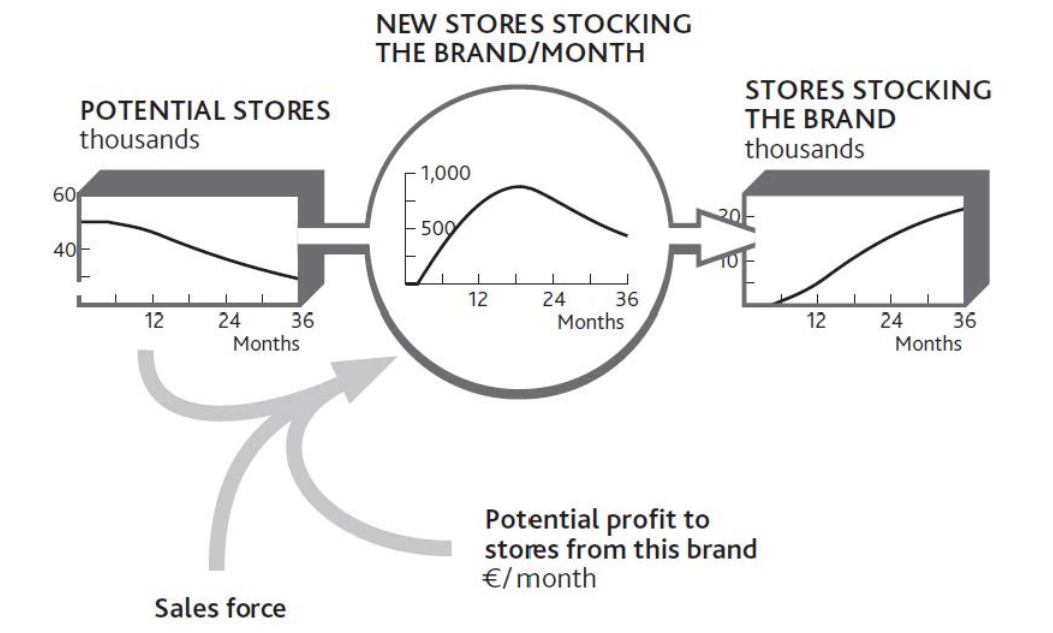 NEW STORES STOCKING
THE BRAND/MONTH
POTENTIAL STORES
thousands
STORES STOCKING
THE BRAND
thousands
60
40
12 24 36
Months
1,000
500
12 24 36
Months
20
10
12 24 36
Months
Potential profit to
stores from this brand
€/month
Sales force